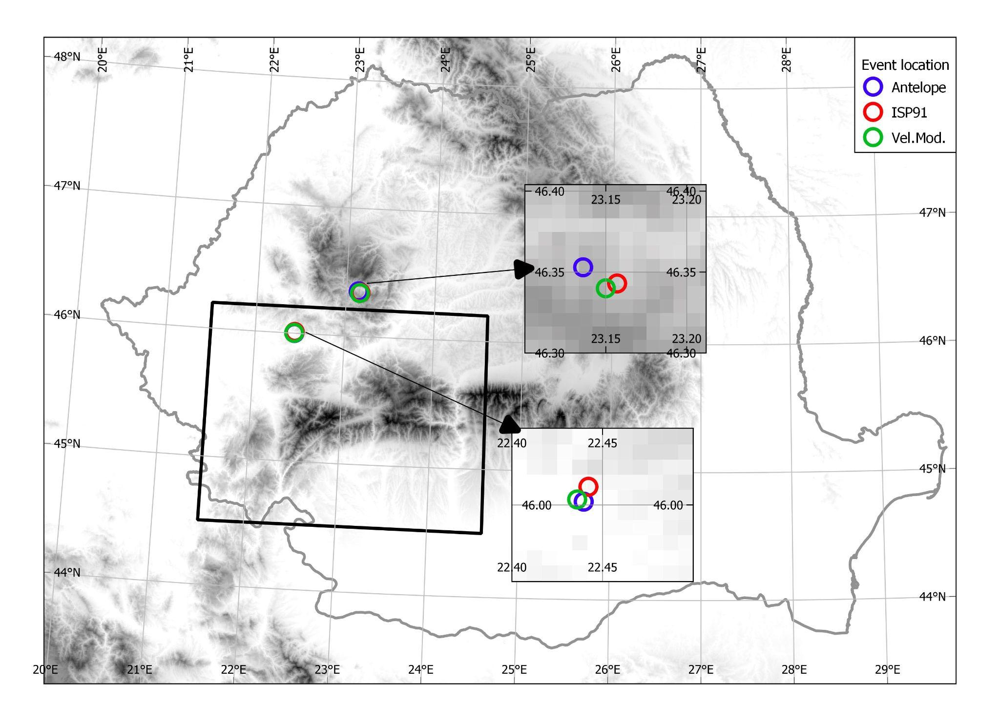 20°E
21°E
22°E
23°E
24°E
25°E
26°E
27°E
28°E
48°N
Event location
Antelope
ISP91
Vel.Mod.
47°N
47°N
46.40
46.40
23.15
23.20
46.35
46.35
23.15
23.20
46.30
46.30
46°N
46°N
22.40
22.45
46.00
46.00
22.40
22.45
45°N
45°N
44°N
44°N
20°E
21°E
22°E
23°E
24°E
25°E
26°E
27°E
28°E
29°E